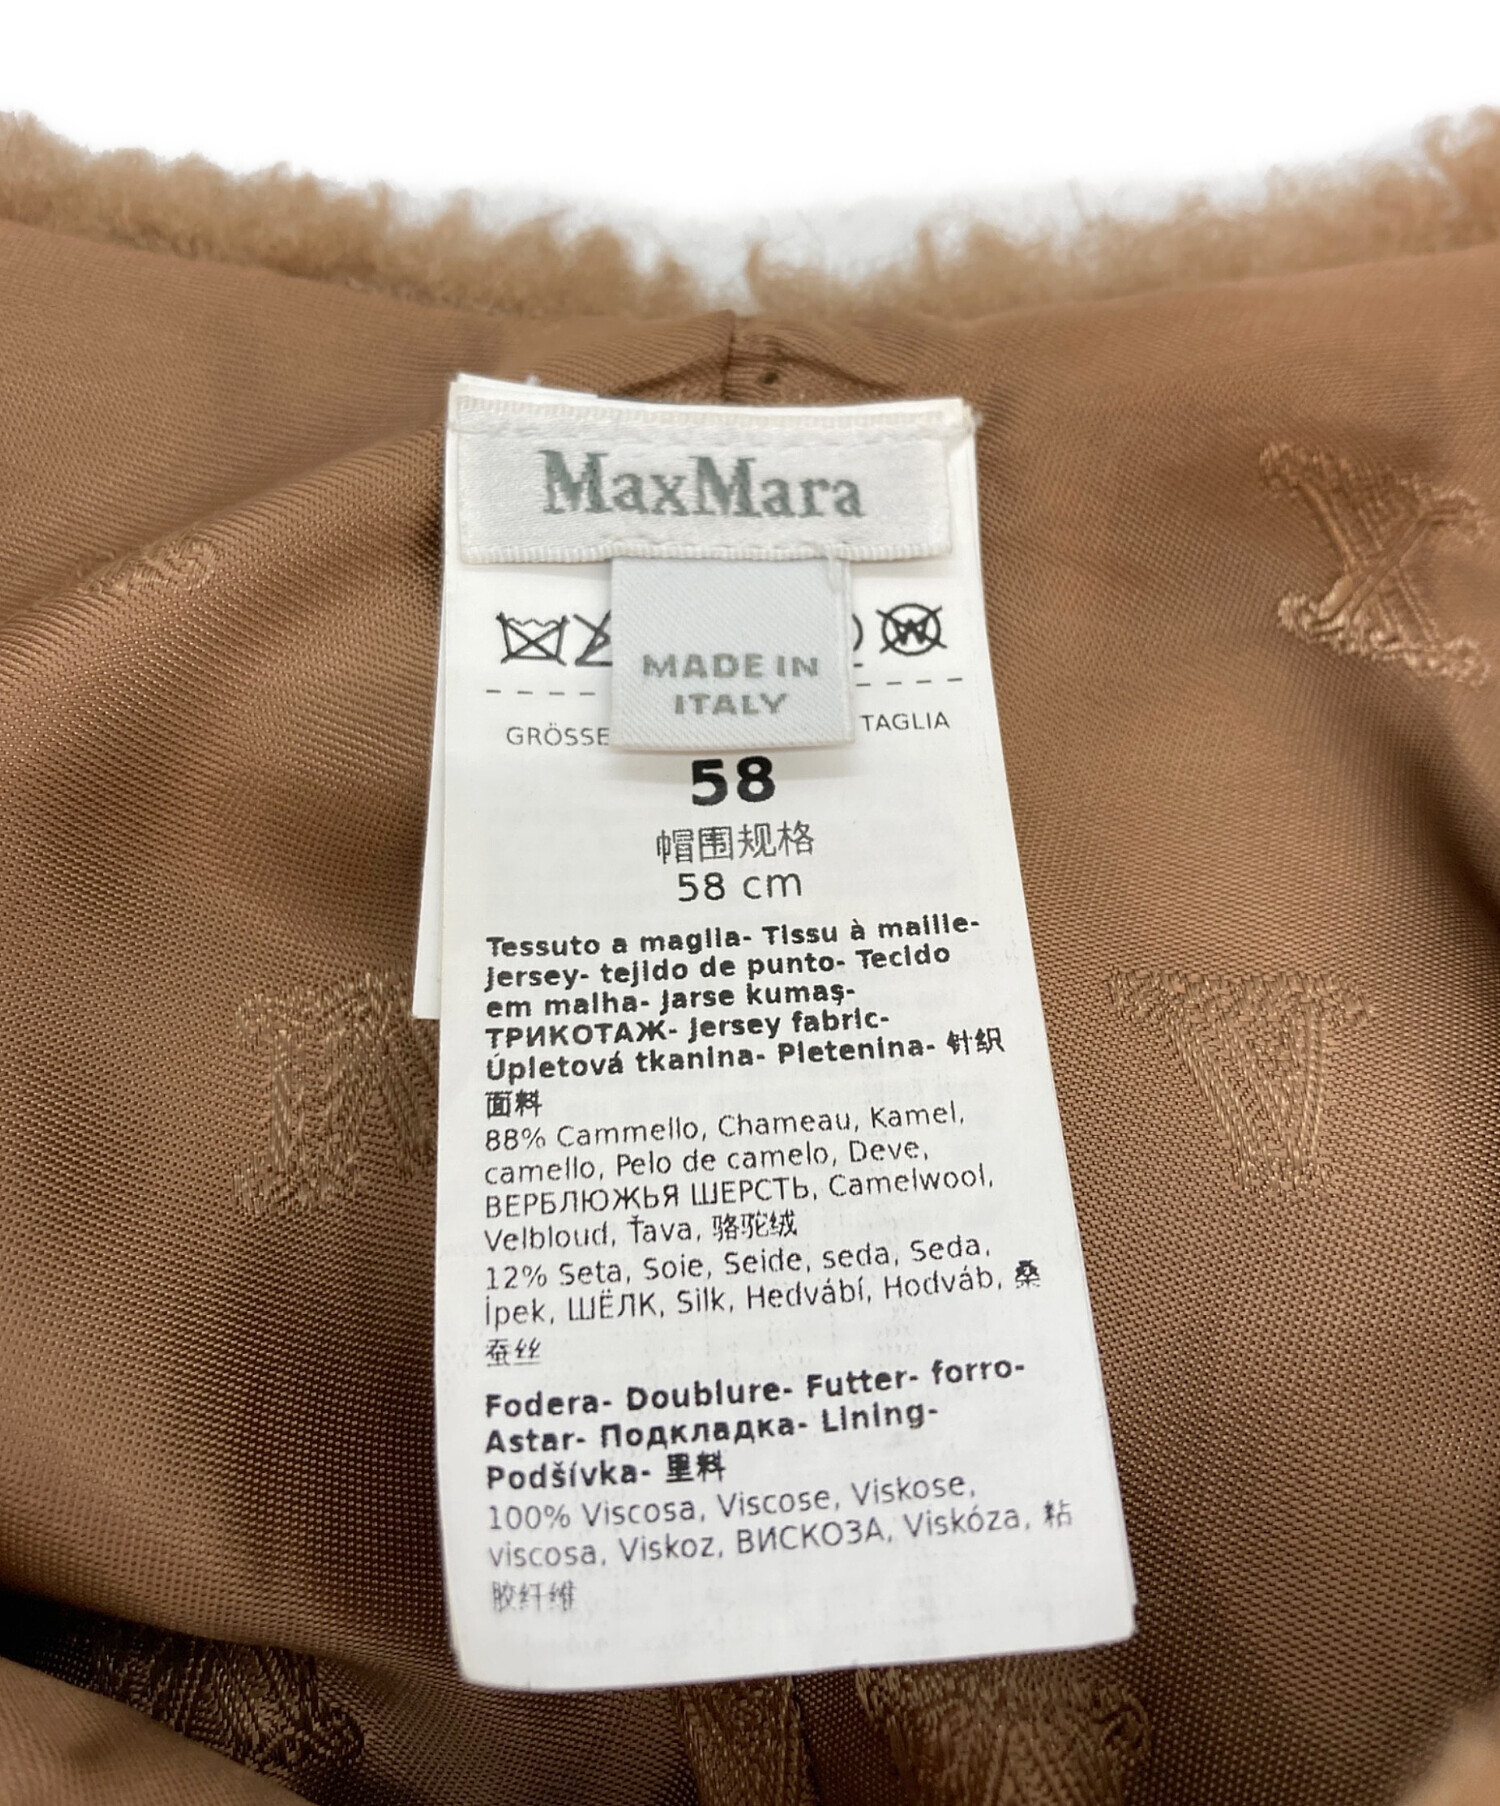 MaxMara
MADE IN
ITALY
GRÖSSE TAGLIA
58
帽围规格
58 cm
Tessuto a maglia- Tissu à maille-
Jersey- tejido de punto- Tecido
em malha- Jarse kumaş-
ТРИКОТАЖ- Jersey fabric-
Úpletová tkanina- Pletenina- 针织
面料
88% Cammello, Chameau, Kamel,
camello, Pelo de camelo, Deve,
ВЕРБЛЮЖЬЯ ШЕРСТЬ, Camelwool,
Velbloud, Ťava, 骆驼绒
12% Seta, Soie, Seide, seda, Seda,
İpek, ШЁЛК, Silk, Hedvábí, Hodváb, 桑
蚕丝
Fodera- Doublure- Futter- forro-
Astar- Подкладка- Lining-
Podšívka- 里料
100% Viscosa, Viscose, Viskose,
viscosa, Viskoz, ВИСКОЗА, Viskóza, 粘
胶纤维